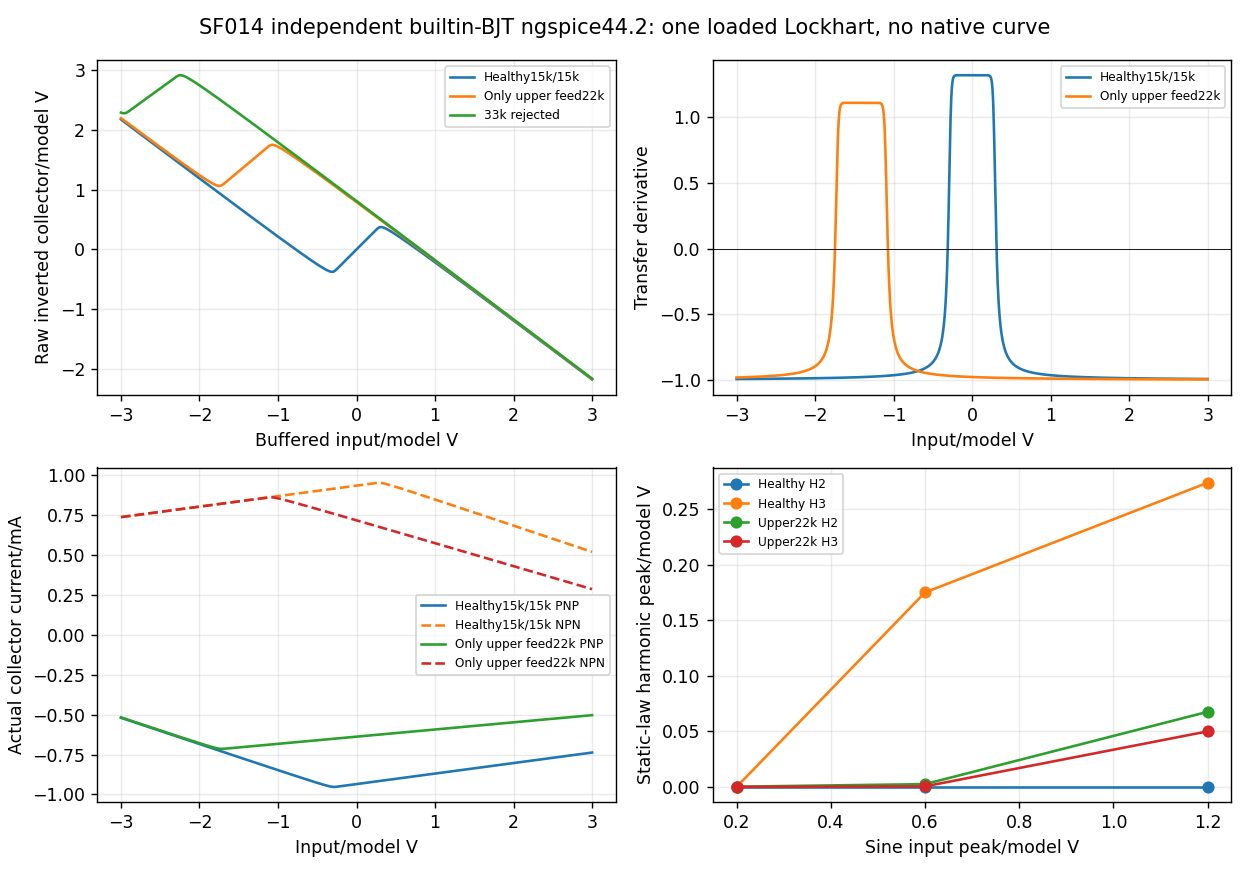 SF014 independent builtin-BJT ngspice44.2: one loaded Lockhart, no native curve
Raw inverted collector/model V
3
2
1
0
−1
−2
Healthy15k/15k
Only upper feed22k
33k rejected
−3
−2
−1
0
1
2
3
Buffered input/model V
Transfer derivative
1.0
0.5
0.0
−0.5
−1.0
Healthy15k/15k
Only upper feed22k
−3
−2
−1
0
1
2
3
Input/model V
Actual collector current/mA
1.00
0.75
0.50
0.25
0.00
−0.25
−0.50
−0.75
−1.00
Healthy15k/15k PNP
Healthy15k/15k NPN
Only upper feed22k PNP
Only upper feed22k NPN
−3
−2
−1
0
1
2
3
Input/model V
Static-law harmonic peak/model V
0.25
0.20
0.15
0.10
0.05
0.00
Healthy H2
Healthy H3
Upper22k H2
Upper22k H3
0.2
0.4
0.6
0.8
1.0
1.2
Sine input peak/model V